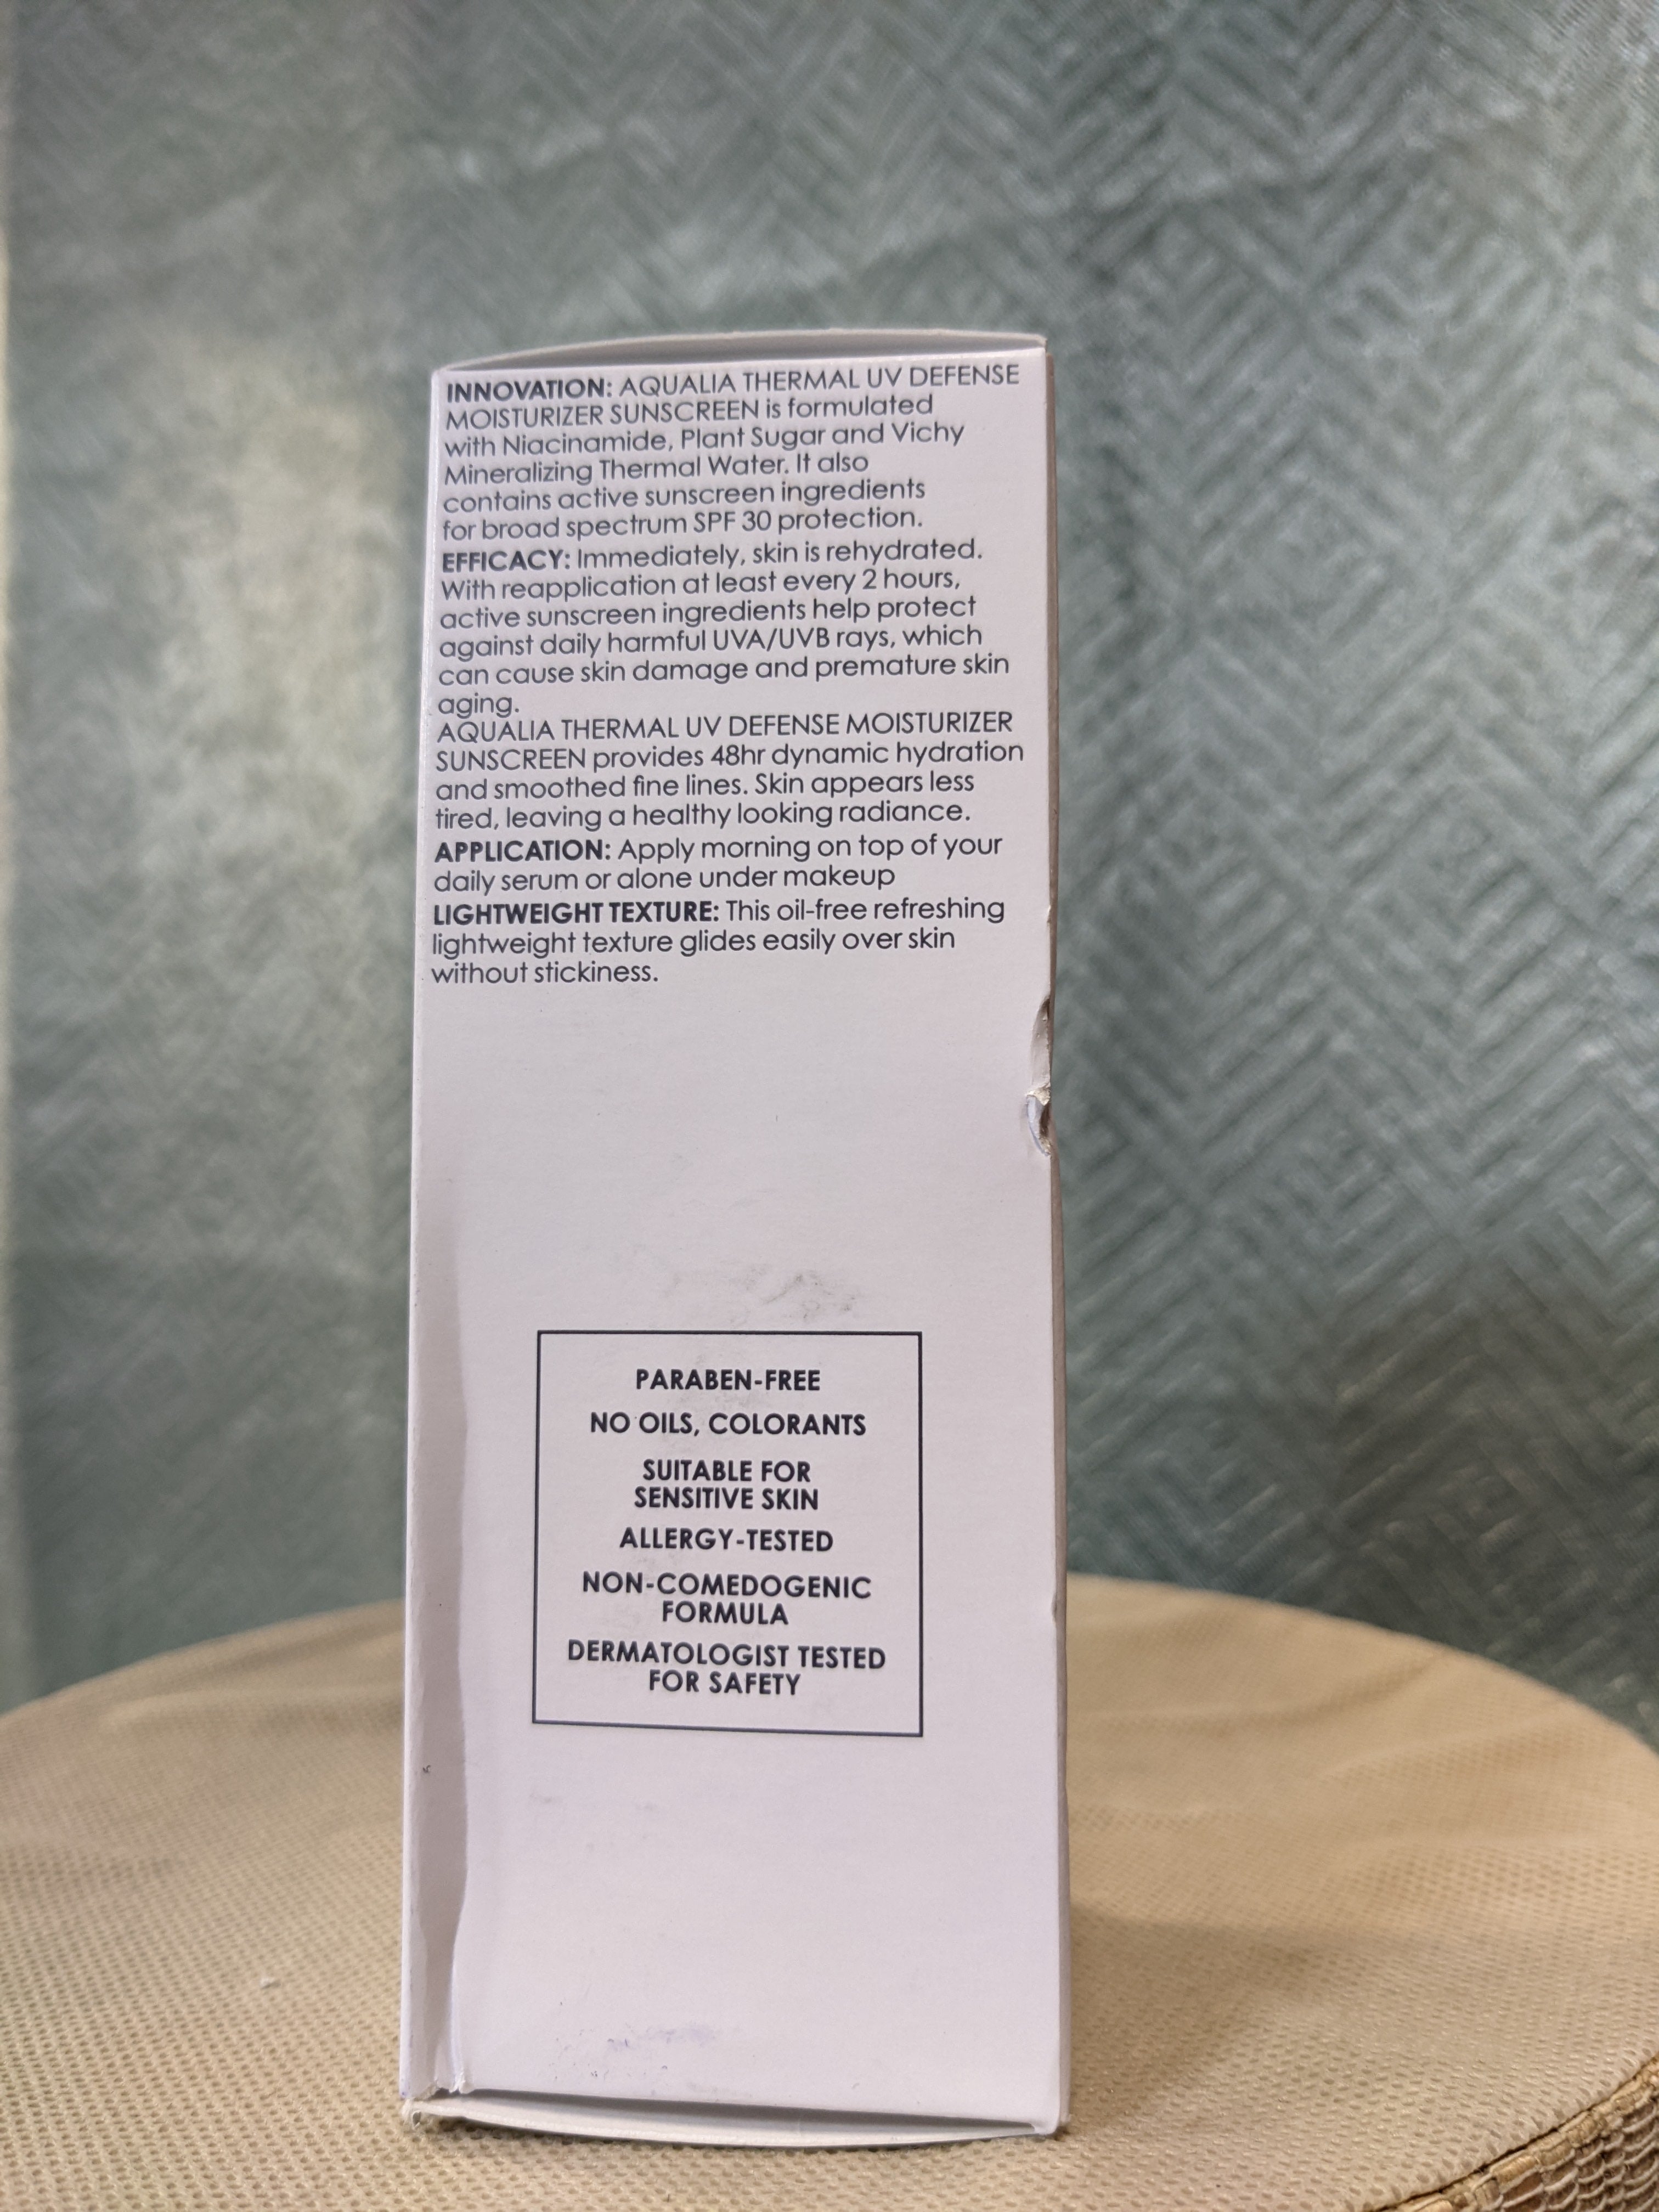 INNOVATION: AQUALIA THERMAL UV DEFENSE
MOISTURIZER SUNSCREEN is formulated
with Niacinamide, Plant Sugar and Vichy
Mineralizing Thermal Water. It also
contains active sunscreen ingredients
for broad spectrum SPF 30 protection.
EFFICACY: Immediately, skin is rehydrated.
With reapplication at least every 2 hours,
active sunscreen ingredients help protect
against daily harmful UVA/UVB rays, which
can cause skin damage and premature skin
aging.
AQUALIA THERMAL UV DEFENSE MOISTURIZER
SUNSCREEN provides 48hr dynamic hydration
and smoothed fine lines. Skin appears less
tired, leaving a healthy looking radiance.
APPLICATION: Apply morning on top of your
daily serum or alone under makeup
LIGHTWEIGHT TEXTURE: This oil-free refreshing
lightweight texture glides easily over skin
without stickiness.
PARABEN-FREE
NO OILS, COLORANTS
SUITABLE FOR
SENSITIVE SKIN
ALLERGY-TESTED
NON-COMEDOGENIC
FORMULA
DERMATOLOGIST TESTED
FOR SAFETY